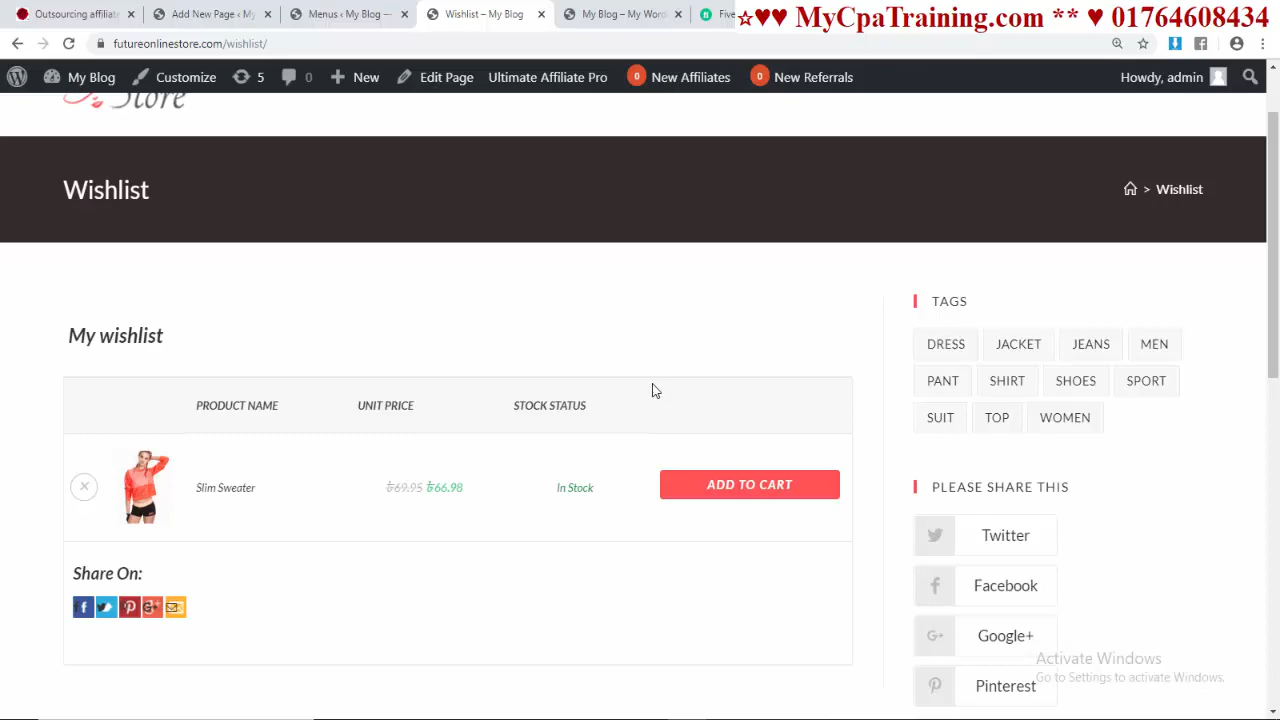 Outsourcing affiliate
Add New Page < M
Menus < My Blog —
Wishlist – My Blog
My Blog – My Word
Five
☆♥♥ MyCpaTraining.com ** ♥ 01764608434
futureonlinestore.com/wishlist/
My Blog
Customize
5
0
New
Edit Page
Ultimate Affiliate Pro
0 New Affiliates
0 New Referrals
Howdy, admin
Store
Wishlist
> Wishlist
My wishlist
PRODUCT NAME
UNIT PRICE
STOCK STATUS
Slim Sweater
৳69.95 ৳66.98
In Stock
ADD TO CART
Share On:
TAGS
DRESS
JACKET
JEANS
MEN
PANT
SHIRT
SHOES
SPORT
SUIT
TOP
WOMEN
PLEASE SHARE THIS
Twitter
Facebook
Google+
Pinterest
Activate Windows
Go to Settings to activate Windows.